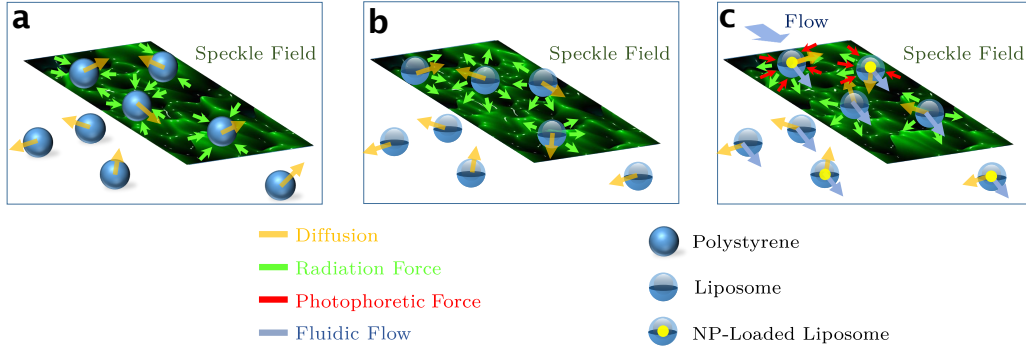 a
Speckle Field
b
Speckle Field
c
Flow
Speckle Field
Diffusion
Radiation Force
Photophoretic Force
Fluidic Flow
Polystyrene
Liposome
NP-Loaded Liposome